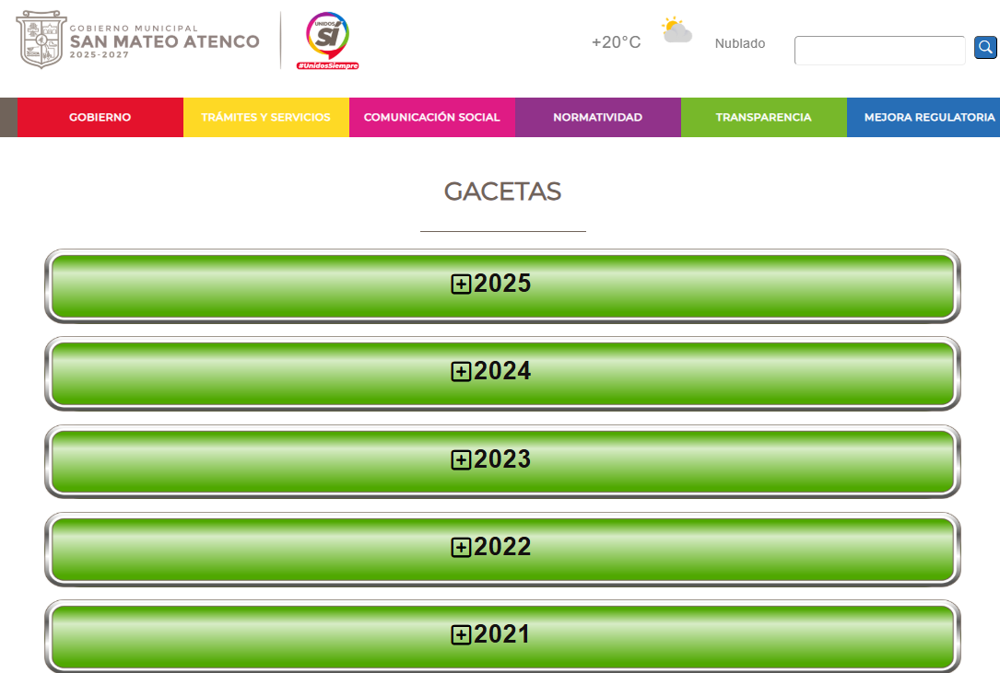 GOBIERNO MUNICIPAL
SAN MATEO ATENCO
2025-2027
UNIDOS
SÍ
#UnidosSiempre
+20°C
Nublado
GOBIERNO
TRÁMITES Y SERVICIOS
COMUNICACIÓN SOCIAL
NORMATIVIDAD
TRANSPARENCIA
MEJORA REGULATORIA
GACETAS
2025
2024
2023
2022
2021